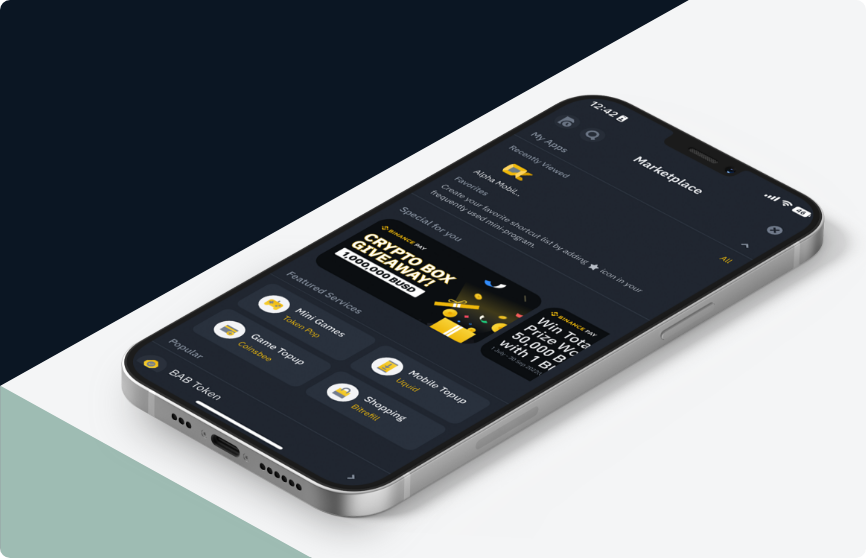 12:42
Marketplace
My Apps
Recently Viewed
Alpha Mobil...
Favorites
Create your favorite shortcut list by adding ★ icon in your
frequently used mini-program.
All
Special for you
BINANCE PAY
CRYPTO BOX
GIVEAWAY!
1,000,000 BUSD
BINANCE PAY
Win Tota
Prize Wo
50,000 B
with 1 B
Featured Services
Mini Games
Token Pop
Mobile Topup
Uquid
Game Topup
Coinsbee
Shopping
Bitrefill
Popular
BAB Token